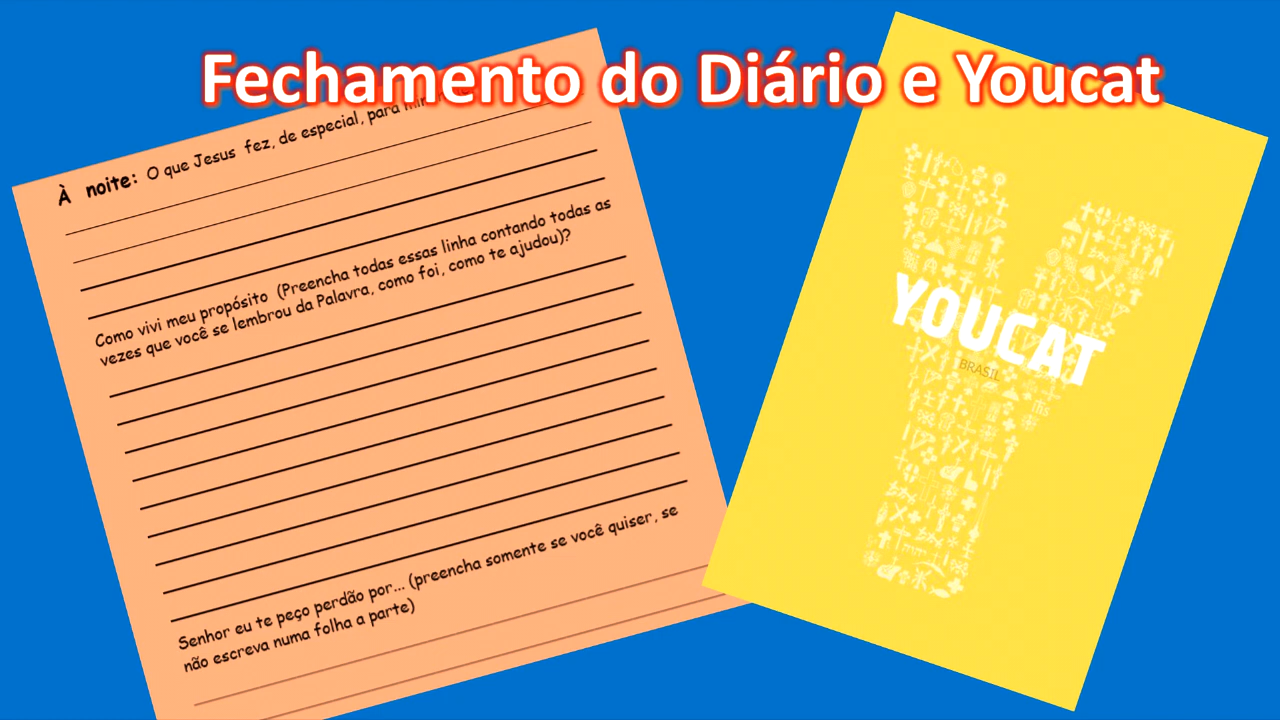 Fechamento do Diário e Youcat
À noite: O que Jesus fez, de especial, para
Como vivi meu propósito (Preencha todas essas linha contando todas as
vezes que você se lembrou da Palavra, como foi, como te ajudou)?
Senhor eu te peço perdão por... (preencha somente se você quiser, se
não escreva numa folha a parte)
YOUCAT
BRASIL